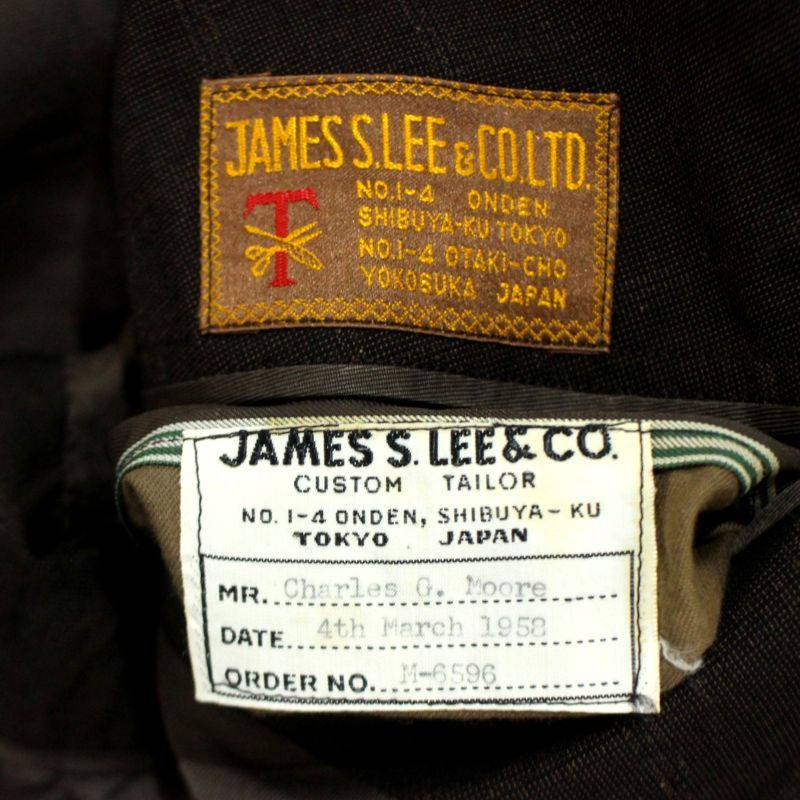 JAMES S. LEE & CO. LTD.
T
NO. 1-4 ONDEN
SHIBUYA-KU TOKYO
NO. 1-4 OTAKI-CHO
YOKOSUKA JAPAN
JAMES S. LEE & CO.
CUSTOM TAILOR
NO. 1-4 ONDEN, SHIBUYA-KU
TOKYO JAPAN
MR. Charles G. Moore
DATE 4th March 1958
ORDER NO. M-6596